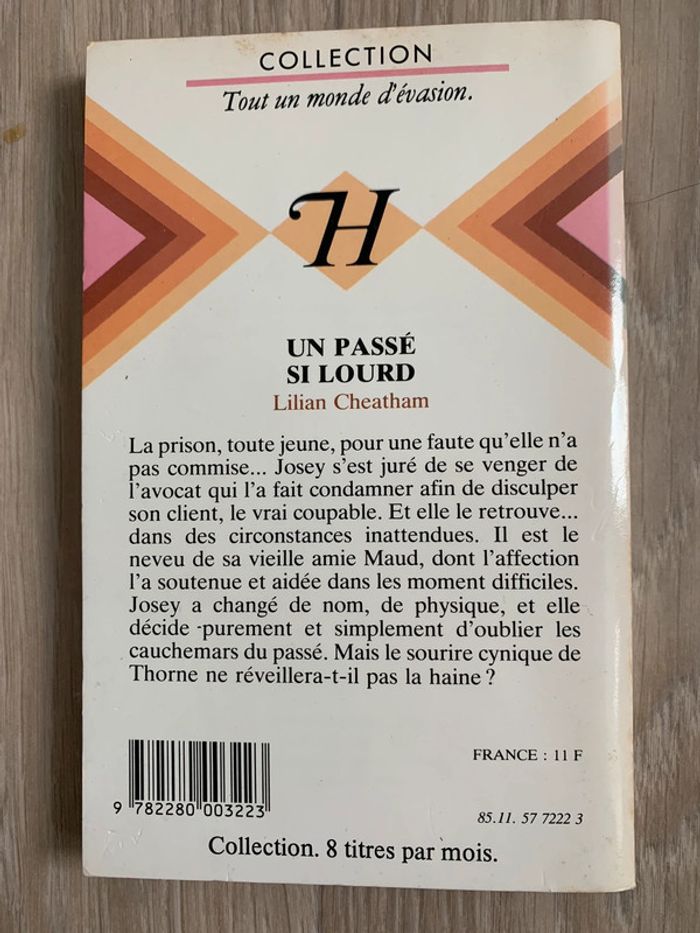 COLLECTION
Tout un monde d'évasion.
H
UN PASSÉ
SI LOURD
Lilian Cheatham
La prison, toute jeune, pour une faute qu'elle n'a
pas commise... Josey s'est juré de se venger de
l'avocat qui l'a fait condamner afin de disculper
son client, le vrai coupable. Et elle le retrouve...
dans des circonstances inattendues. Il est le
neveu de sa vieille amie Maud, dont l'affection
l'a soutenue et aidée dans les moment difficiles.
Josey a changé de nom, de physique, et elle
décide -purement et simplement d'oublier les
cauchemars du passé. Mais le sourire cynique de
Thorne ne réveillera-t-il pas la haine ?
FRANCE : 11 F
9 782280 003223
85.11. 57 7222 3
Collection. 8 titres par mois.